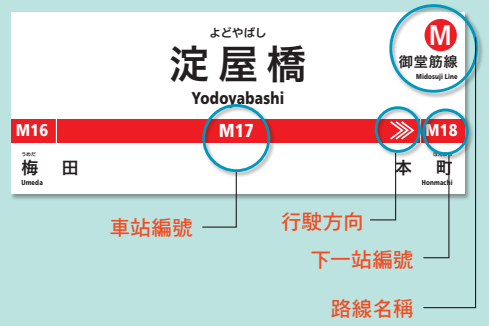 よどやばし
淀屋橋
Yodoyabashi
M
御堂筋線
Midosuji Line
M16
M17
M18
うめだ
梅田
Umeda
本町
Honmachi
車站編號
行駛方向
下一站編號
路線名稱